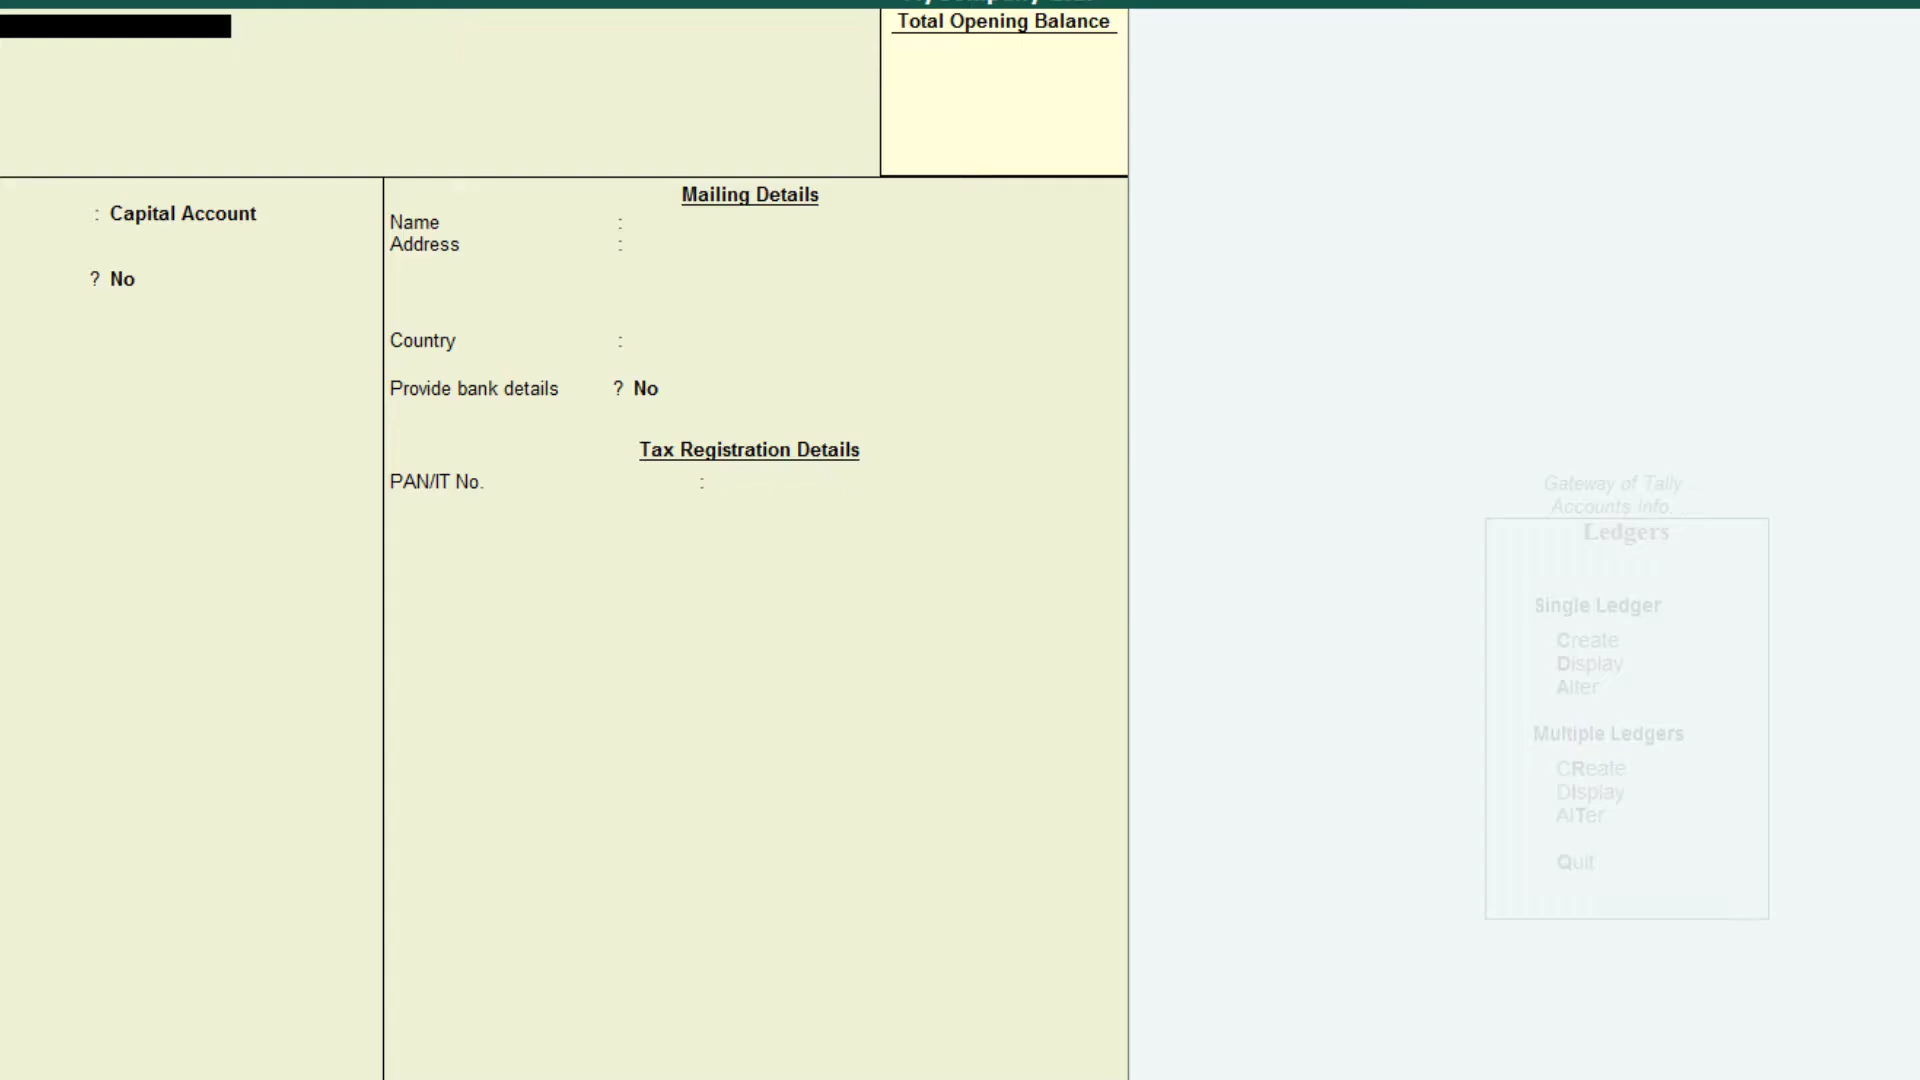 Total Opening Balance
: Capital Account
? No
Mailing Details
Name :
Address :
Country :
Provide bank details ? No
Tax Registration Details
PAN/IT No. :
Gateway of Tally ...
Accounts Info. ...
Ledgers
Single Ledger
Create
Display
Alter
Multiple Ledgers
CReate
DIsplay
AlTer
Quit